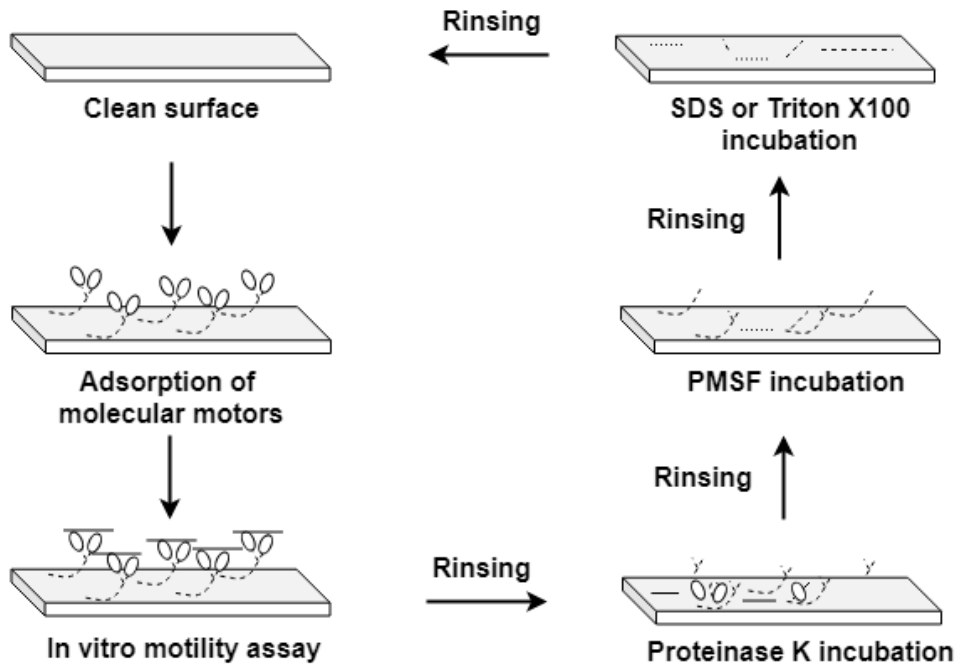 Rinsing
Clean surface
SDS or Triton X100
incubation
Rinsing
Adsorption of
molecular motors
PMSF incubation
Rinsing
Rinsing
In vitro motility assay
Proteinase K incubation